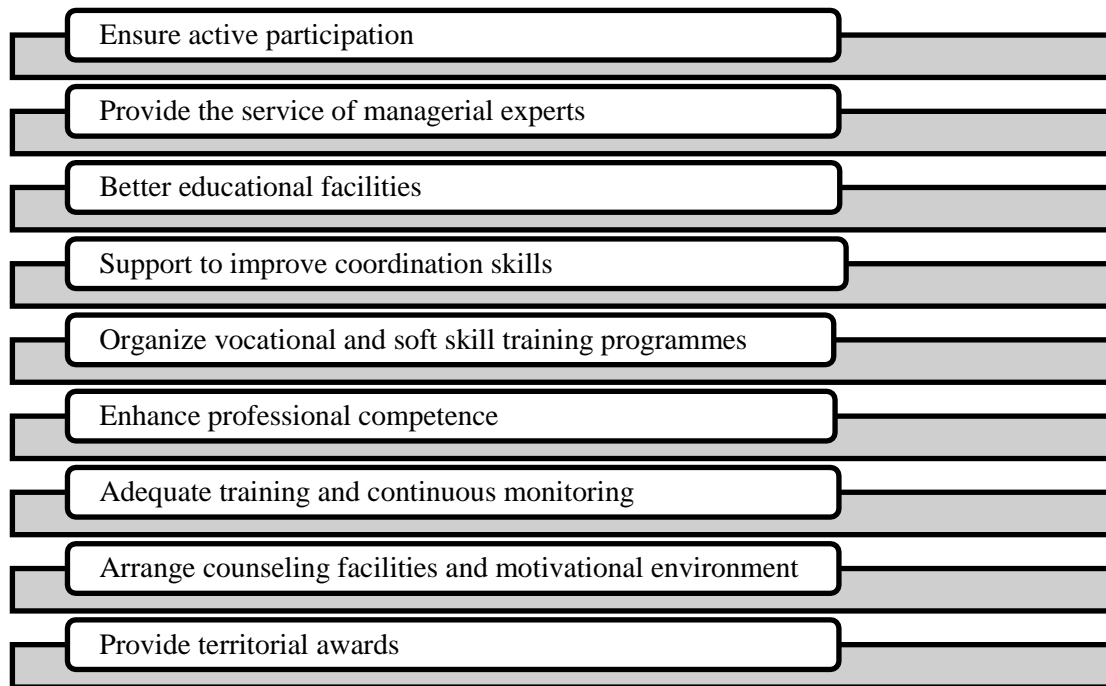 Ensure active participation
Provide the service of managerial experts
Better educational facilities
Support to improve coordination skills
Organize vocational and soft skill training programmes
Enhance professional competence
Adequate training and continuous monitoring
Arrange counseling facilities and motivational environment
Provide territorial awards